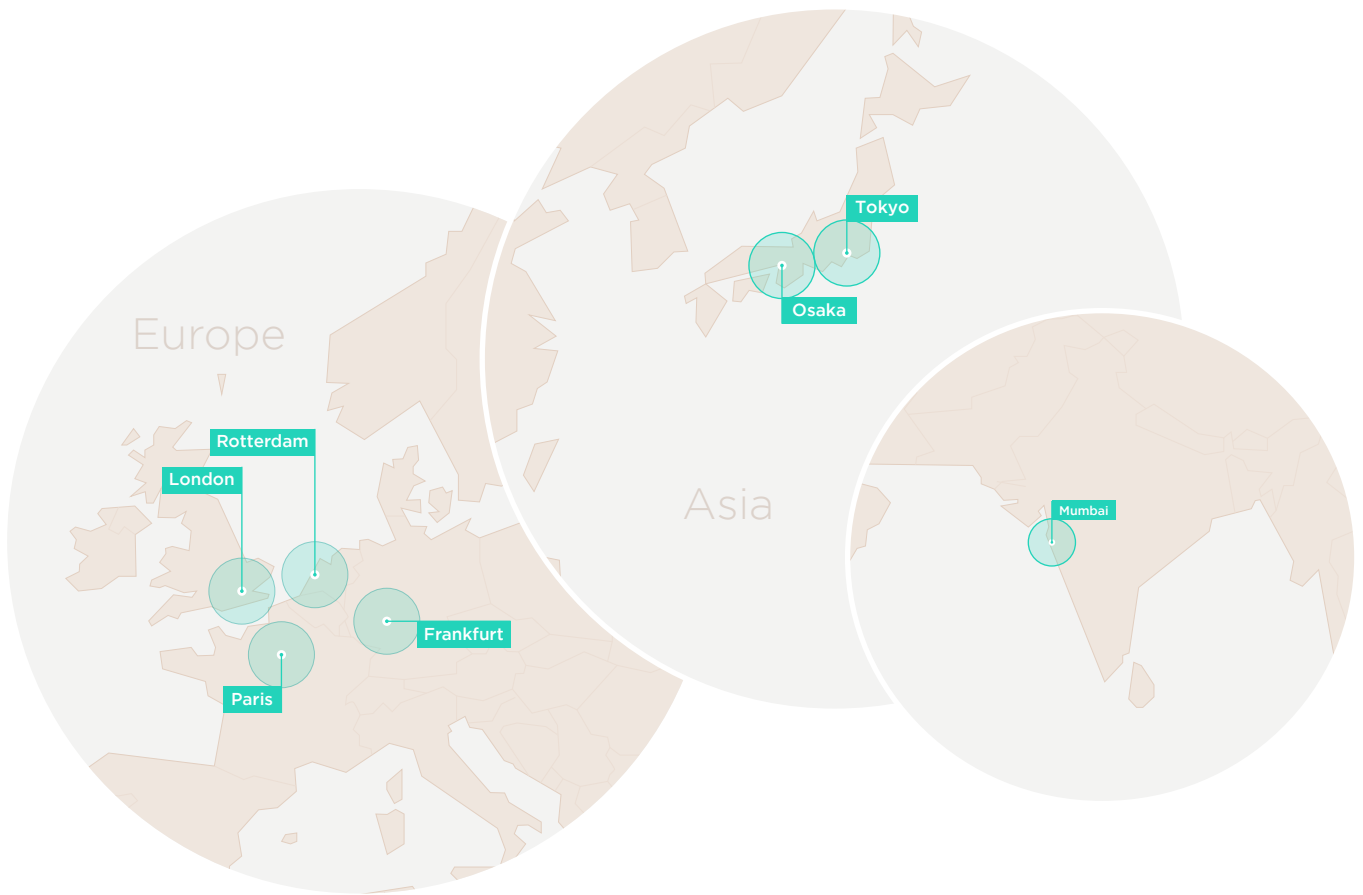 Tokyo
Osaka
Europe
Rotterdam
London
Asia
Mumbai
Frankfurt
Paris